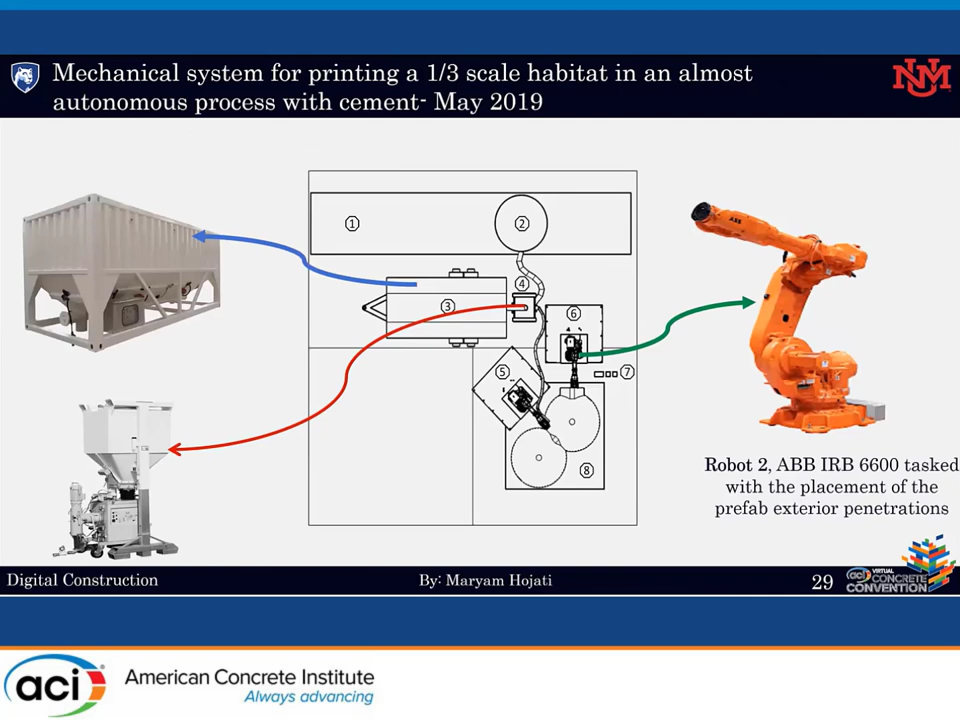 Mechanical system for printing a 1/3 scale habitat in an almost
autonomous process with cement- May 2019
NM
1
2
3
4
5
6
7
8
ABB
Robot 2, ABB IRB 6600 tasked
with the placement of the
prefab exterior penetrations
Digital Construction
By: Maryam Hojati
29
aci VIRTUAL
CONCRETE
CONVENTION
aci
American Concrete Institute
Always advancing